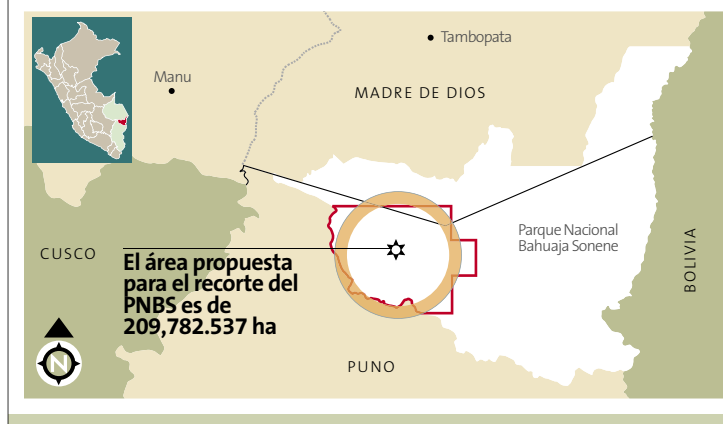 Tambopata
Manu
MADRE DE DIOS
Parque Nacional
Bahuaja Sonene
CUSCO
El área propuesta
para el recorte del
PNBS es de
209,782.537 ha
BOLIVIA
N
PUNO